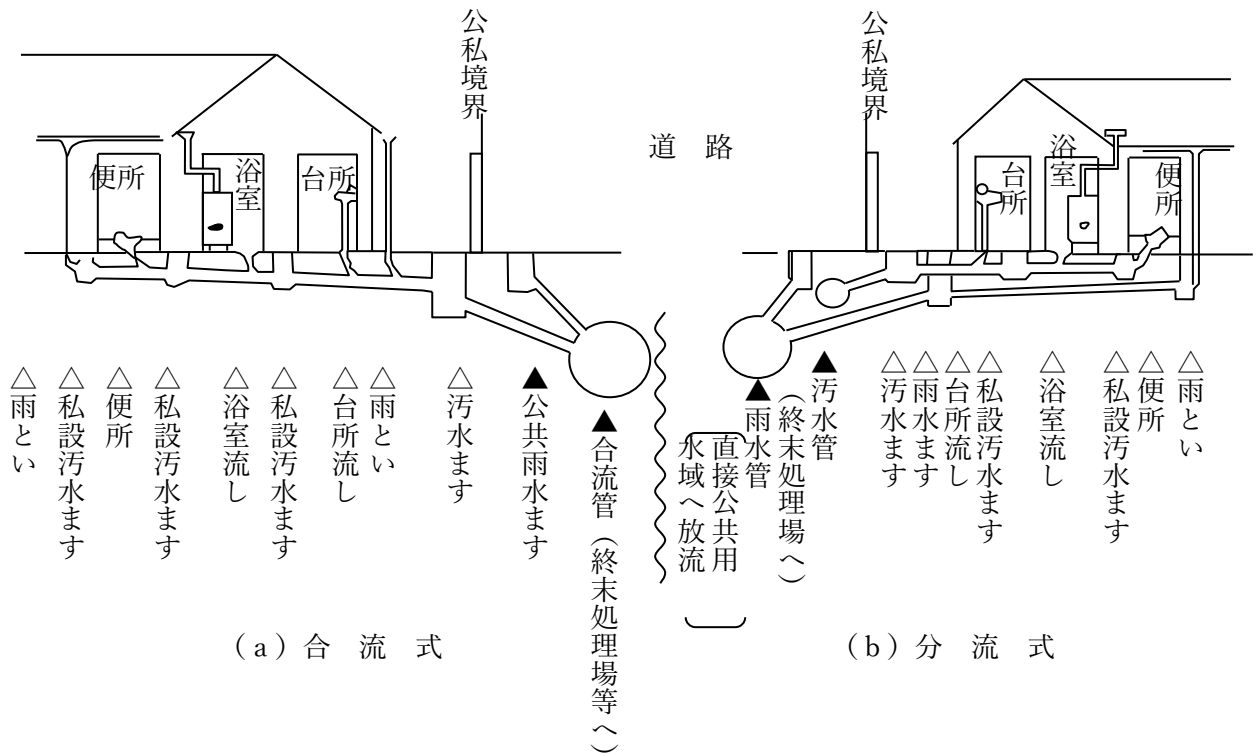 公私境界
便所
浴室
台所
道 路
公私境界
台所
浴室
便所
△雨とい
△私設汚水ます
△便所
△私設汚水ます
△浴室流し
△私設汚水ます
△台所流し
△雨とい
△汚水ます
▲公共雨水ます
▲合流管（終末処理場等へ）
(a) 合 流 式
▲雨水管
直接公共用
水域へ放流
▲汚水管
（終末処理場へ）
△汚水ます
△雨水ます
△台所流し
△私設汚水ます
△浴室流し
△私設汚水ます
△便所
△雨とい
(b) 分 流 式